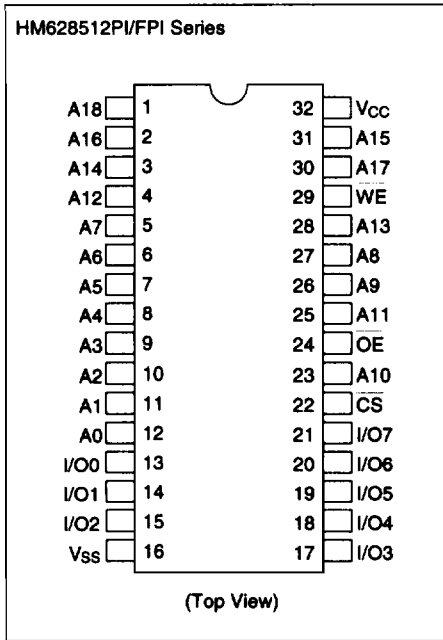 HM628512PI/FPI Series
A18 1 32 VCC
A16 2 31 A15
A14 3 30 A17
A12 4 29 W̅E̅
A7 5 28 A13
A6 6 27 A8
A5 7 26 A9
A4 8 25 A11
A3 9 24 O̅E̅
A2 10 23 A10
A1 11 22 C̅S̅
A0 12 21 I/O7
I/O0 13 20 I/O6
I/O1 14 19 I/O5
I/O2 15 18 I/O4
VSS 16 17 I/O3
(Top View)